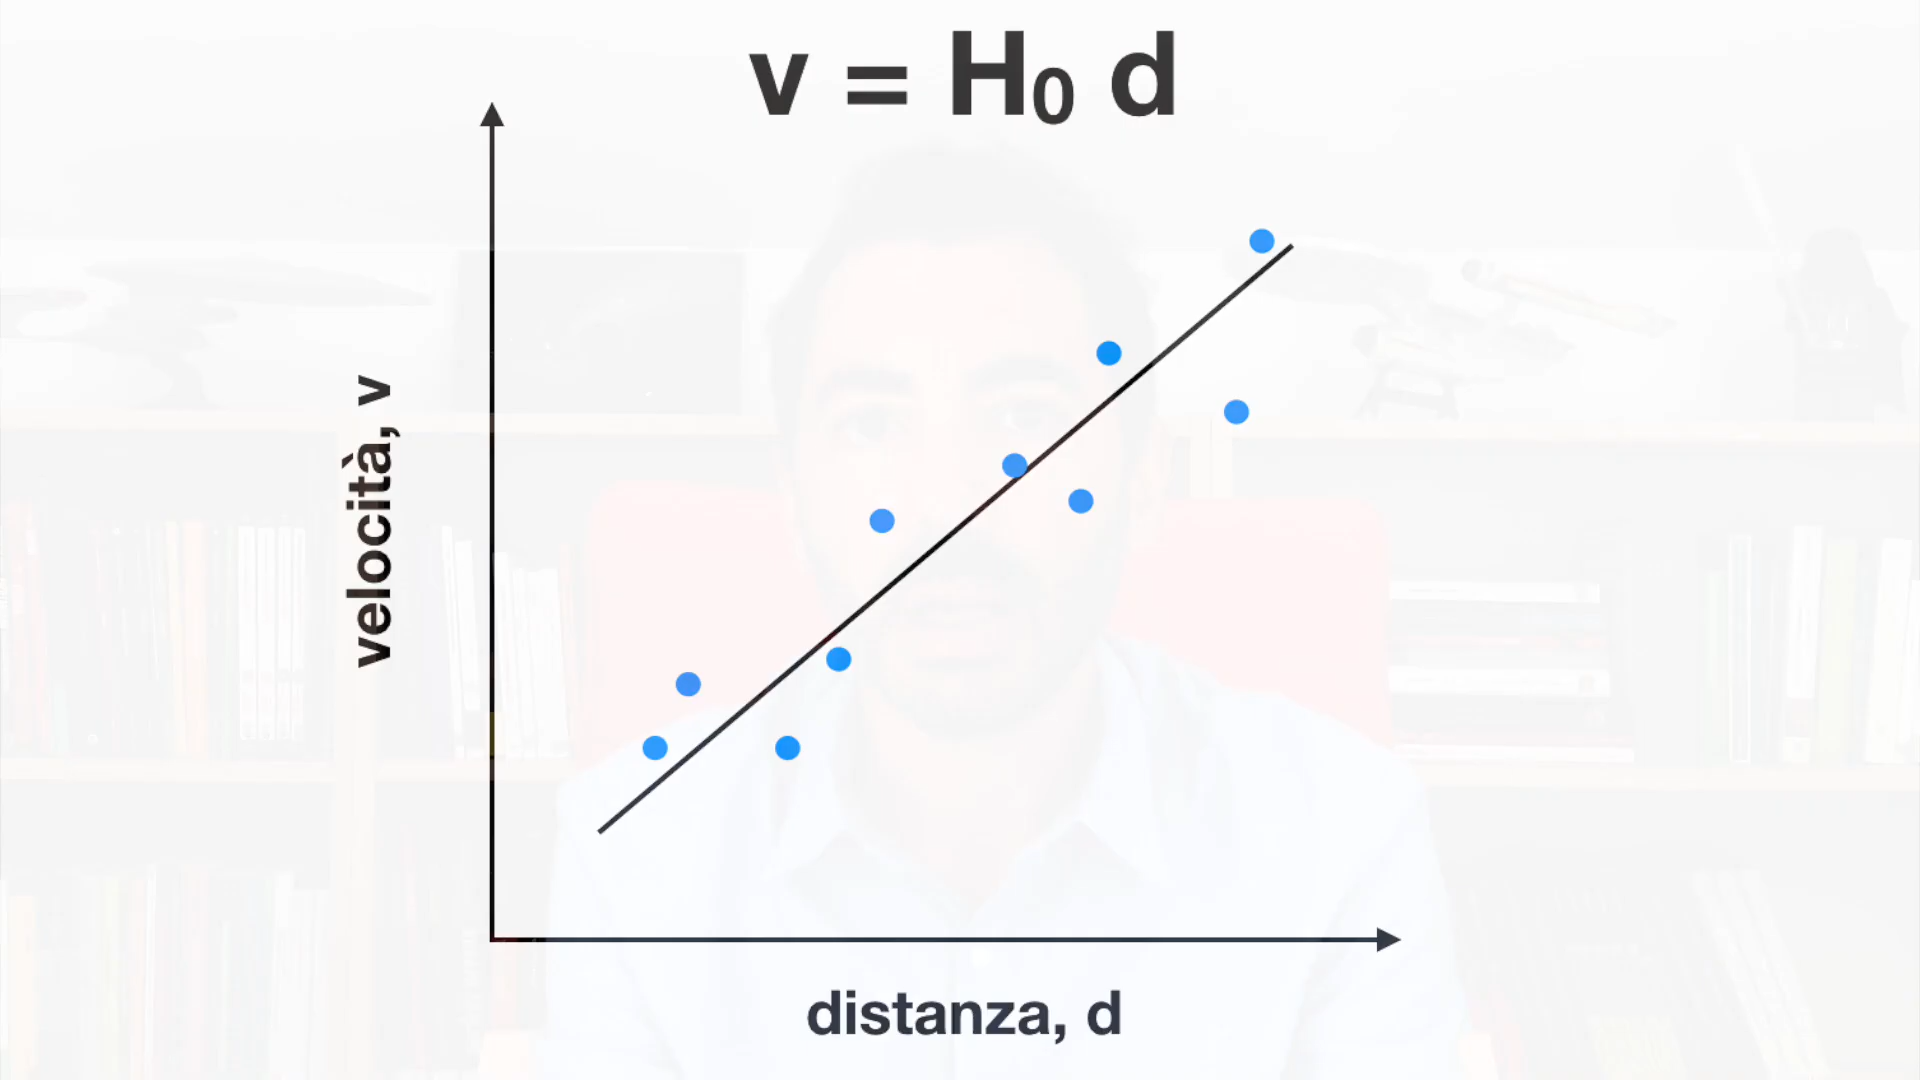 v = H₀ d
velocità, v
distanza, d